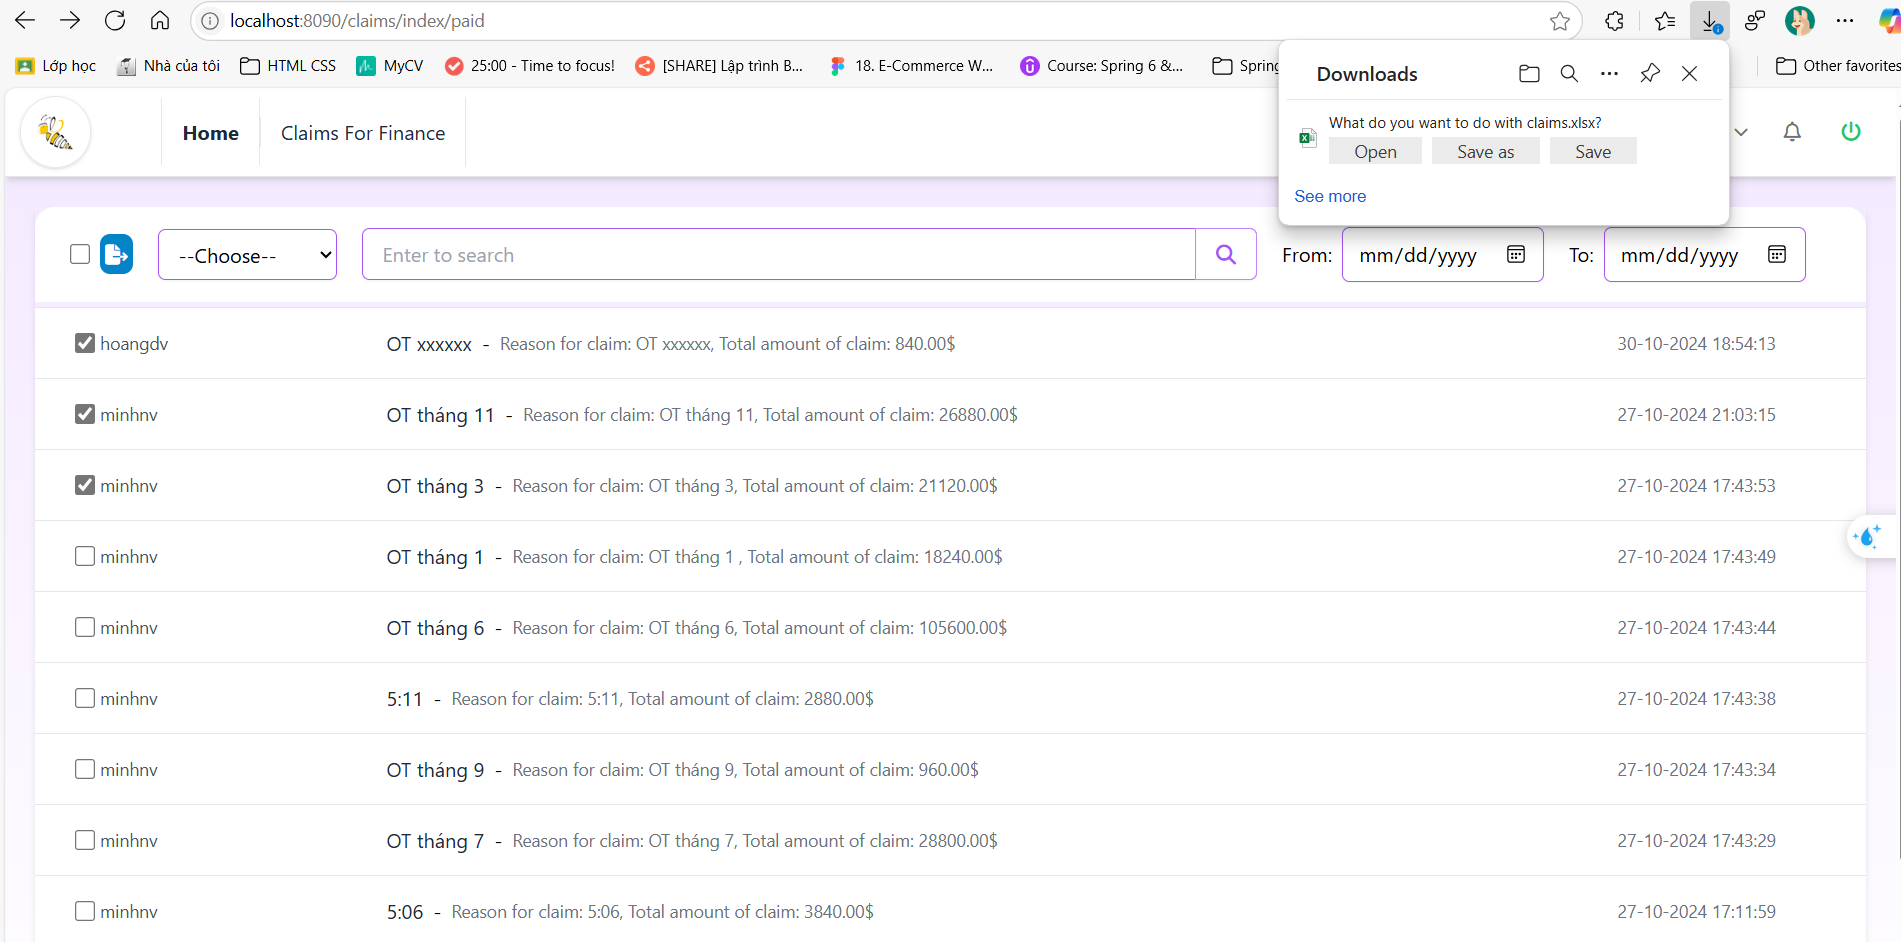 localhost:8090/claims/index/paid
Lớp học
Nhà của tôi
HTML CSS
MyCV
25:00 - Time to focus!
[SHARE] Lập trình B...
18. E-Commerce W...
Course: Spring 6 &...
Spring
Other favorites
Downloads
What do you want to do with claims.xlsx?
Open Save as Save
See more
Home Claims For Finance
--Choose-- Enter to search From: mm/dd/yyyy To: mm/dd/yyyy
hoangdv OT xxxxxx - Reason for claim: OT xxxxxx, Total amount of claim: 840.00$ 30-10-2024 18:54:13
minhnv OT tháng 11 - Reason for claim: OT tháng 11, Total amount of claim: 26880.00$ 27-10-2024 21:03:15
minhnv OT tháng 3 - Reason for claim: OT tháng 3, Total amount of claim: 21120.00$ 27-10-2024 17:43:53
minhnv OT tháng 1 - Reason for claim: OT tháng 1 , Total amount of claim: 18240.00$ 27-10-2024 17:43:49
minhnv OT tháng 6 - Reason for claim: OT tháng 6, Total amount of claim: 105600.00$ 27-10-2024 17:43:44
minhnv 5:11 - Reason for claim: 5:11, Total amount of claim: 2880.00$ 27-10-2024 17:43:38
minhnv OT tháng 9 - Reason for claim: OT tháng 9, Total amount of claim: 960.00$ 27-10-2024 17:43:34
minhnv OT tháng 7 - Reason for claim: OT tháng 7, Total amount of claim: 28800.00$ 27-10-2024 17:43:29
minhnv 5:06 - Reason for claim: 5:06, Total amount of claim: 3840.00$ 27-10-2024 17:11:59